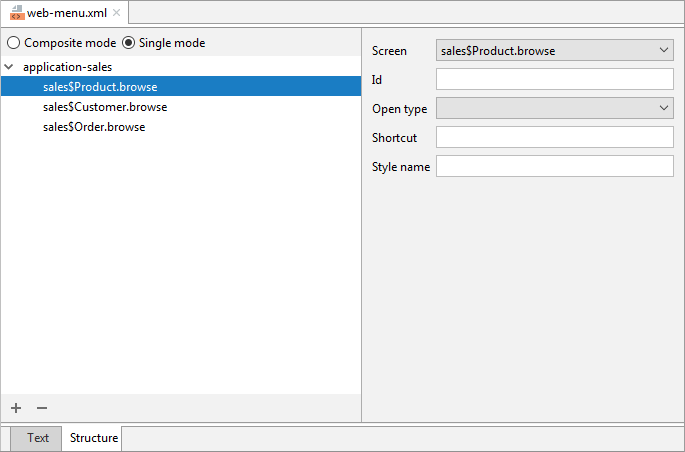 web-menu.xml
Composite mode Single mode
application-sales
sales$Product.browse
sales$Customer.browse
sales$Order.browse
Screen sales$Product.browse
Id
Open type
Shortcut
Style name
Text Structure